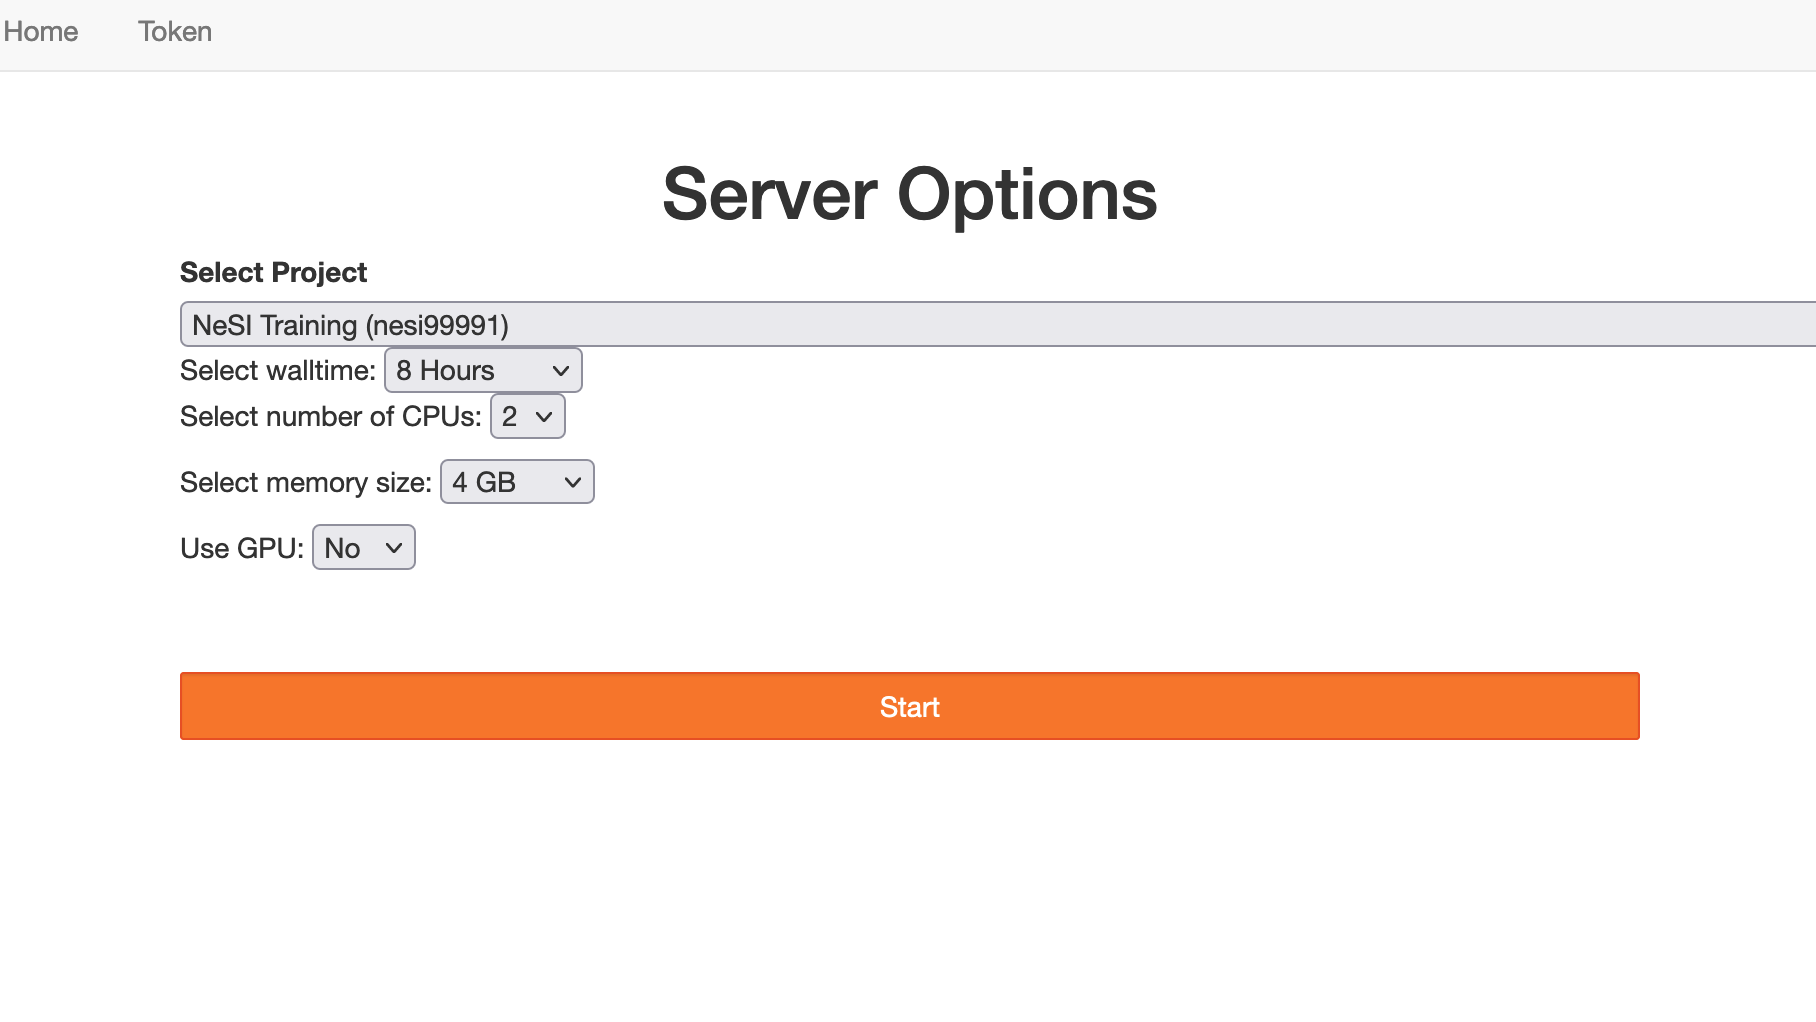 Home Token
Server Options
Select Project
NeSI Training (nesi99991)
Select walltime: 8 Hours
Select number of CPUs: 2
Select memory size: 4 GB
Use GPU: No
Start